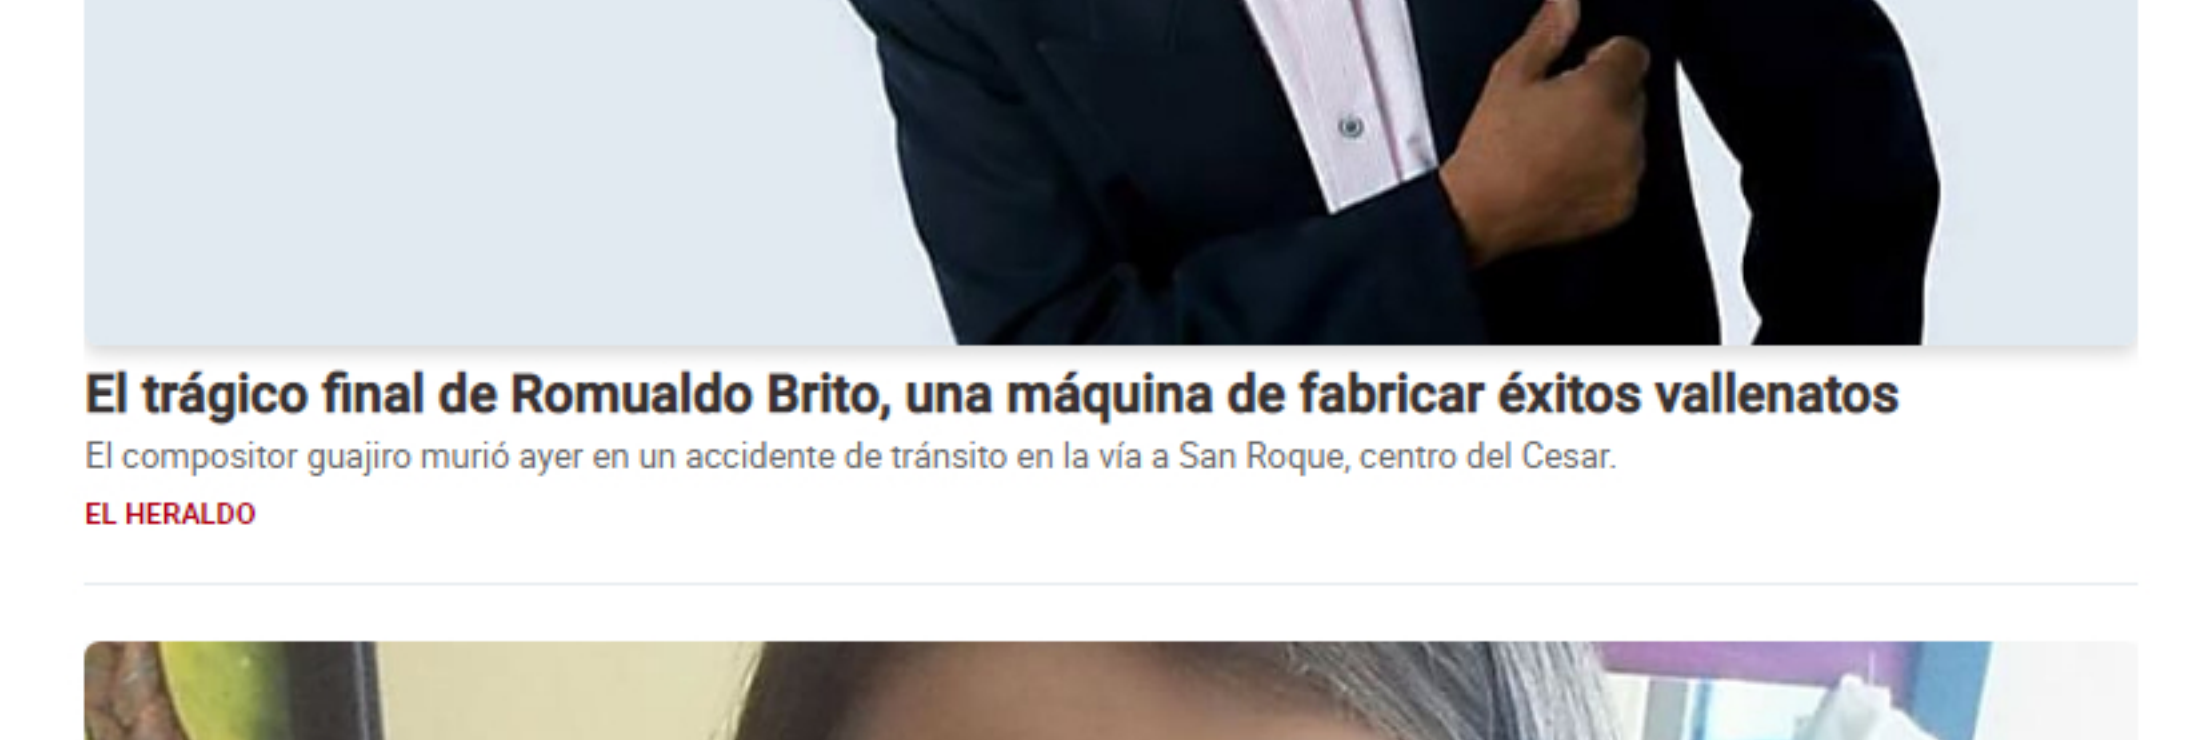 El trágico final de Romualdo Brito, una máquina de fabricar éxitos vallenatos
El compositor guajiro murió ayer en un accidente de tránsito en la vía a San Roque, centro del Cesar.
EL HERALDO